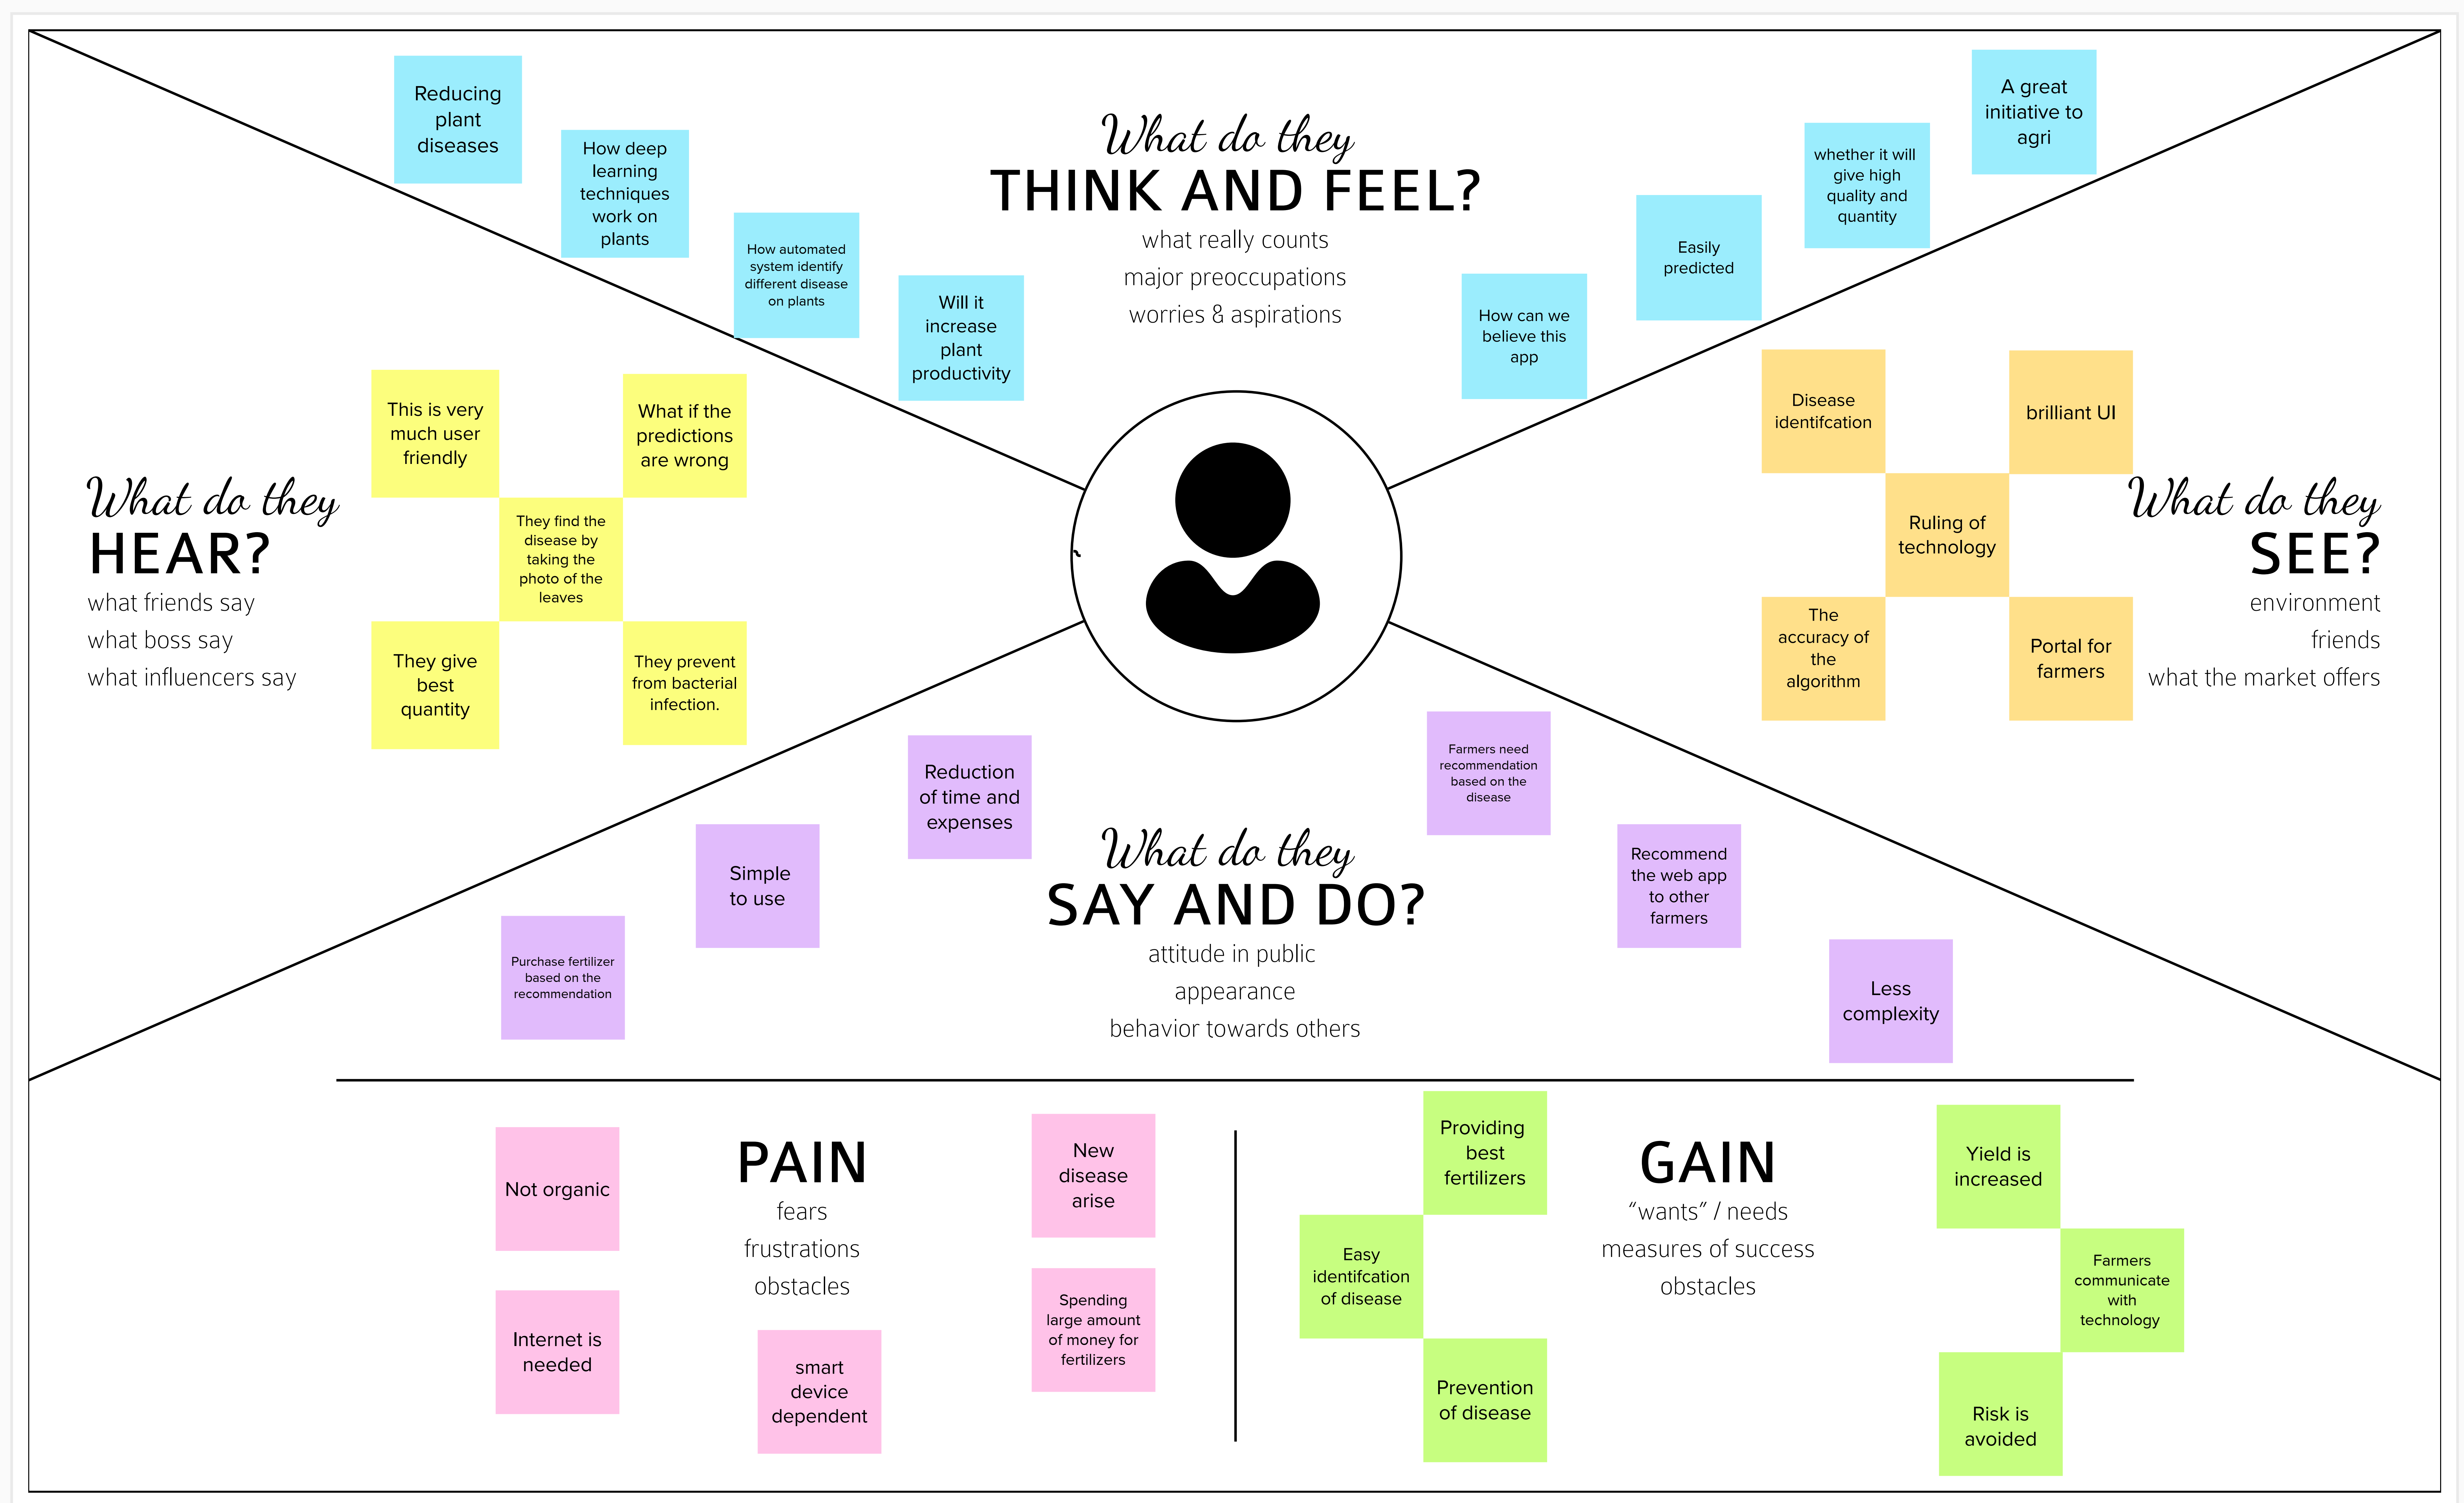 Reducing
plant
diseases
How deep
learning
techniques
work on
plants
How automated
system identify
different disease
on plants
Will it
increase
plant
productivity
What do they
THINK AND FEEL?
what really counts
major preoccupations
worries & aspirations
How can we
believe this
app
Easily
predicted
whether it will
give high
quality and
quantity
A great
initiative to
agri
What do they
HEAR?
what friends say
what boss say
what influencers say
This is very
much user
friendly
What if the
predictions
are wrong
They find the
disease by
taking the
photo of the
leaves
They give
best
quantity
They prevent
from bacterial
infection.
Disease
identifcation
brilliant UI
Ruling of
technology
The
accuracy of
the
algorithm
Portal for
farmers
What do they
SEE?
environment
friends
what the market offers
Purchase fertilizer
based on the
recommendation
Simple
to use
Reduction
of time and
expenses
What do they
SAY AND DO?
attitude in public
appearance
behavior towards others
Farmers need
recommendation
based on the
disease
Recommend
the web app
to other
farmers
Less
complexity
Not organic
Internet is
needed
PAIN
fears
frustrations
obstacles
smart
device
dependent
New
disease
arise
Spending
large amount
of money for
fertilizers
Providing
best
fertilizers
Easy
identifcation
of disease
Prevention
of disease
GAIN
“wants” / needs
measures of success
obstacles
Yield is
increased
Farmers
communicate
with
technology
Risk is
avoided